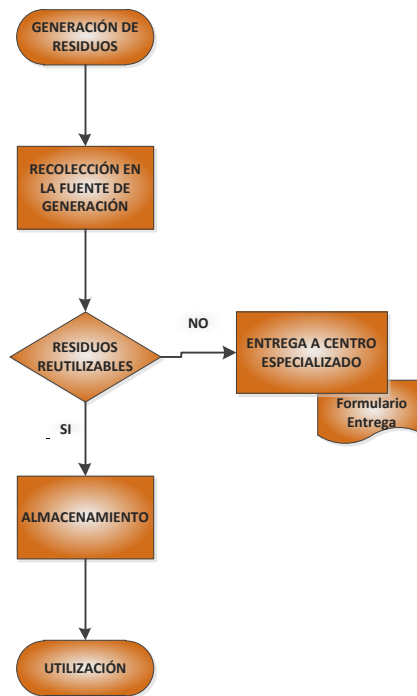 GENERACIÓN DE
RESIDUOS
RECOLECCIÓN EN
LA FUENTE DE
GENERACIÓN
RESIDUOS
REUTILIZABLES
NO
ENTREGA A CENTRO
ESPECIALIZADO
Formulario
Entrega
SI
ALMACENAMIENTO
UTILIZACIÓN